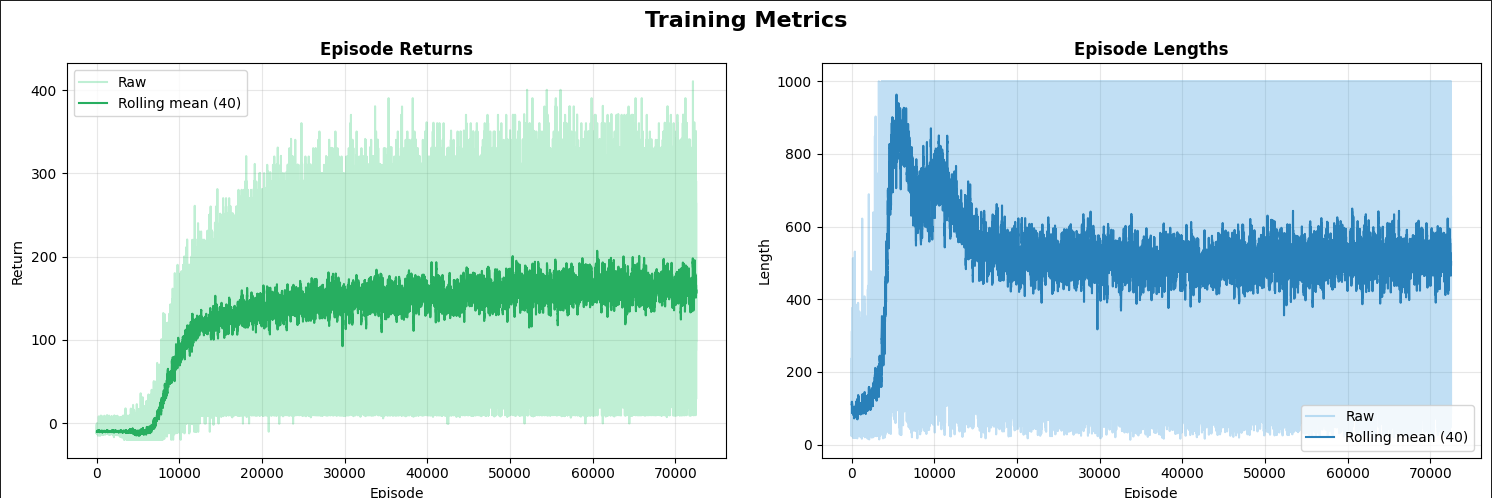 Training Metrics
Episode Returns
Raw
Rolling mean (40)
400
300
200
100
0
Return
0 10000 20000 30000 40000 50000 60000 70000
Episode
Episode Lengths
1000
800
600
400
200
0
Length
Raw
Rolling mean (40)
0 10000 20000 30000 40000 50000 60000 70000
Episode